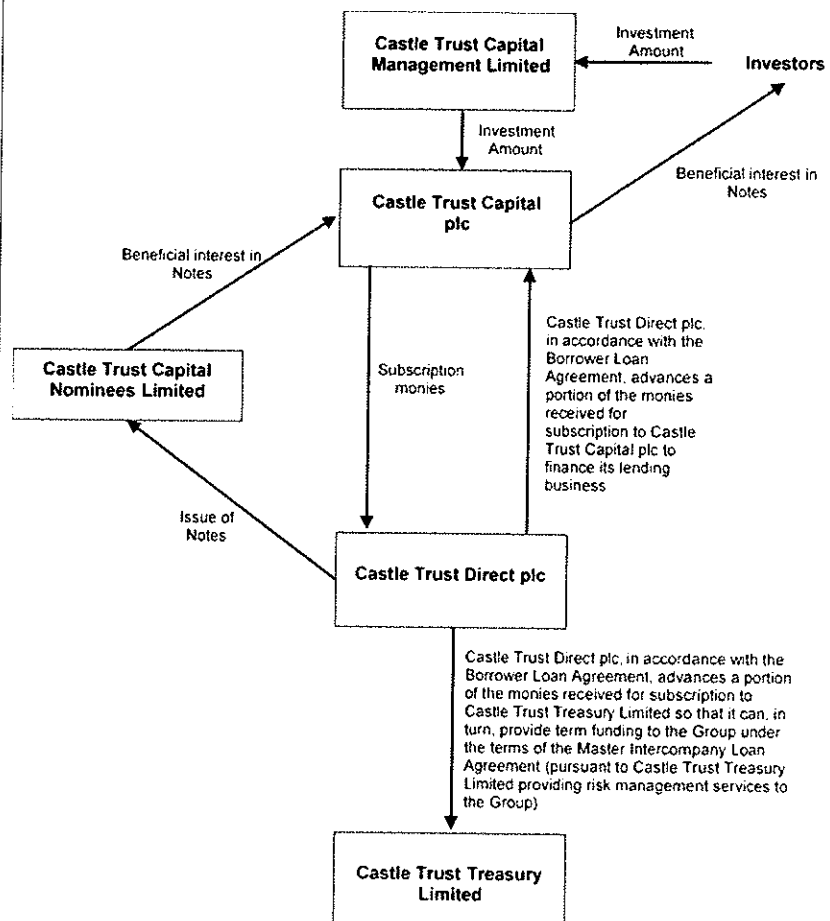 Castle Trust Capital
Management Limited
Investment
Amount
Investors
Investment
Amount
Beneficial interest in
Notes
Castle Trust Capital
plc
Beneficial interest in
Notes
Castle Trust Capital
Nominees Limited
Subscription
monies
Castle Trust Direct plc,
in accordance with the
Borrower Loan
Agreement, advances a
portion of the monies
received for
subscription to Castle
Trust Capital plc to
finance its lending
business
Issue of
Notes
Castle Trust Direct plc
Castle Trust Direct plc, in accordance with the
Borrower Loan Agreement, advances a portion
of the monies received for subscription to
Castle Trust Treasury Limited so that it can, in
turn, provide term funding to the Group under
the terms of the Master Intercompany Loan
Agreement (pursuant to Castle Trust Treasury
Limited providing risk management services to
the Group)
Castle Trust Treasury
Limited